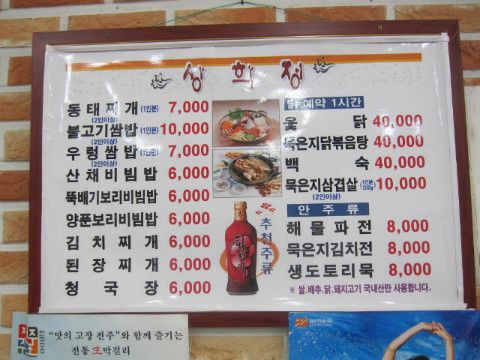 상희정
동태찌개(1인분) 7,000
(2인이상)
불고기쌈밥(1인분) 10,000
(2인이상)
우렁쌈밥(1인분) 7,000
(2인이상)
산채비빔밥 6,000
뚝배기보리비빔밥 6,000
양푼보리비빔밥 6,000
김치찌개 6,000
된장찌개 6,000
청국장 6,000
추천주류
닭예약 1시간
옻닭 40,000
묵은지닭볶음탕 40,000
백숙 40,000
묵은지삼겹살 10,000
(2인이상)
안주류
해물파전 8,000
묵은지김치전 8,000
생도토리묵 8,000
※ 쌀.배추.닭.돼지고기 국내산만 사용합니다.
"맛의 고장 전주"와 함께 즐기는
전통 生막걸리